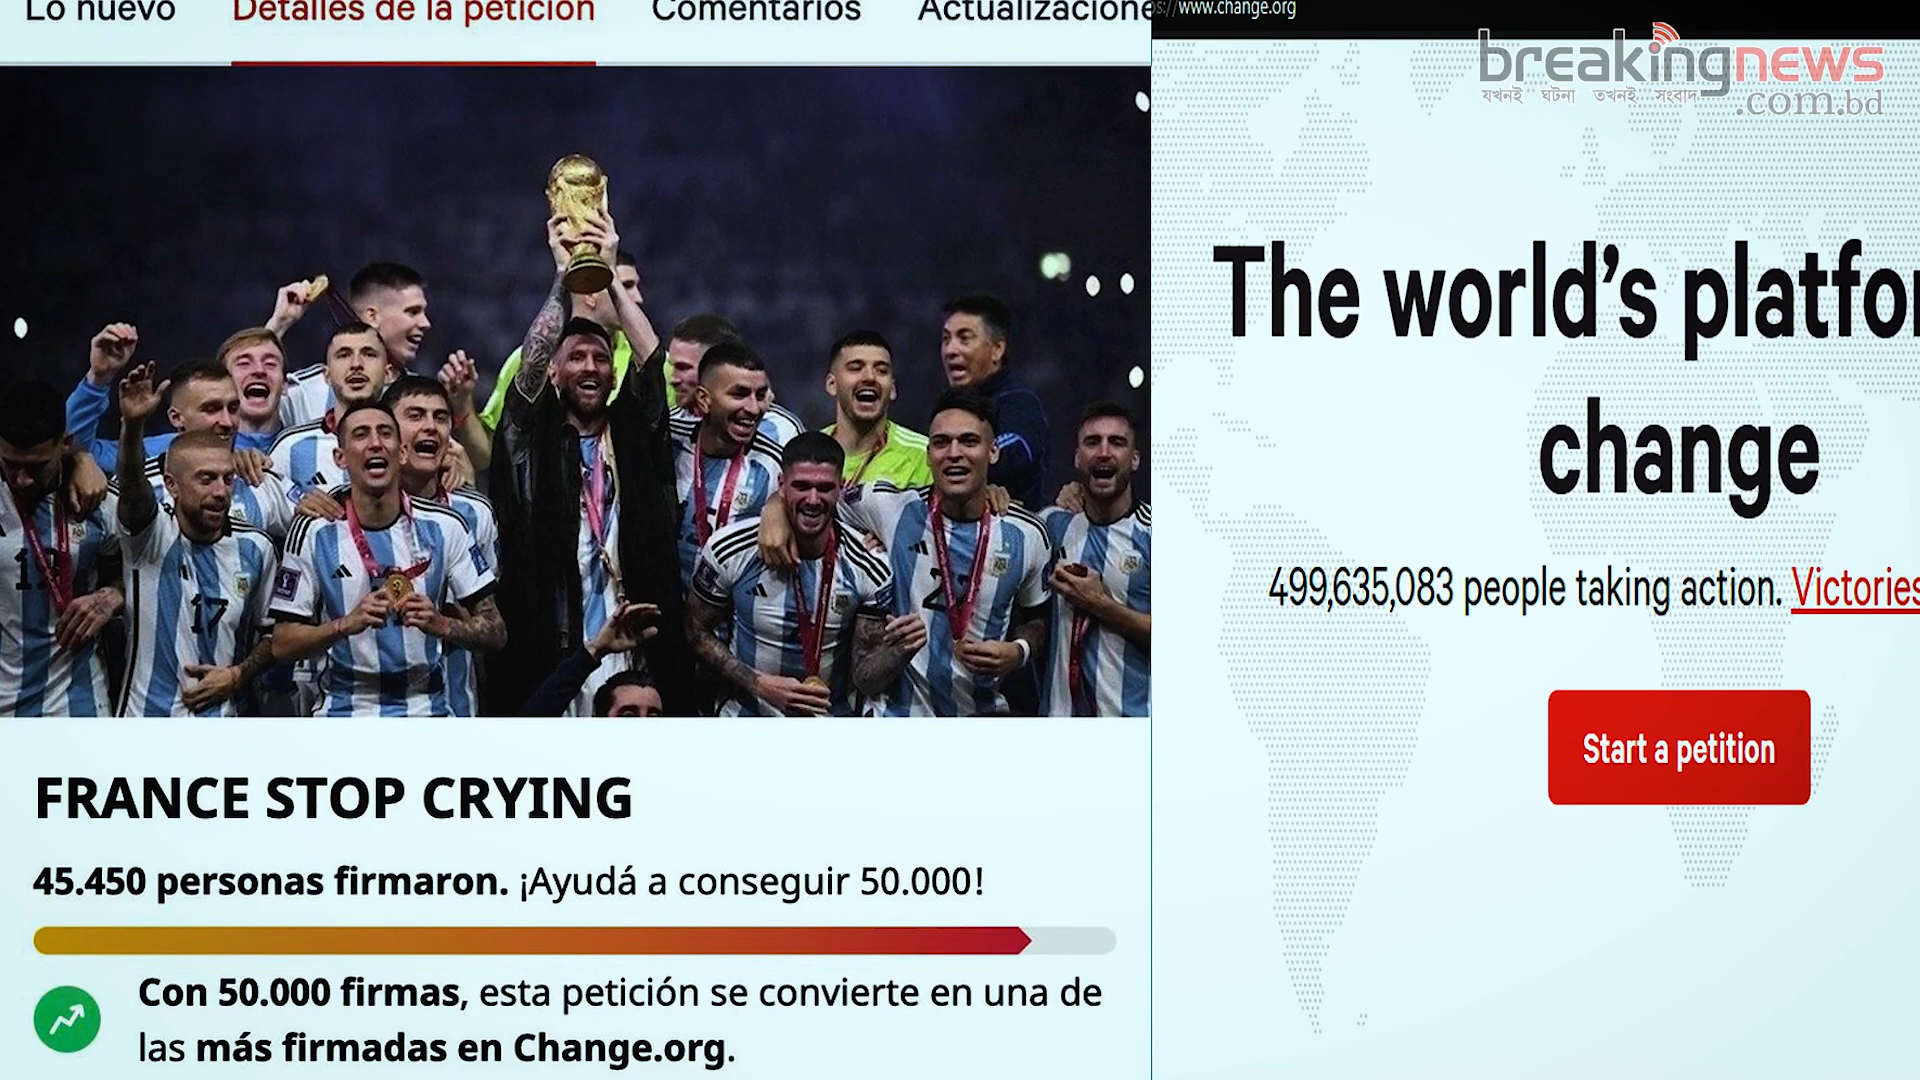 Lo nuevo
Detalles de la petición
Comentarios
Actualizacione
s://www.change.org
breakingnews
যখনই ঘটনা তখনই সংবাদ
.com.bd
The world's platfor
change
499,635,083 people taking action. Victories
Start a petition
19
17
FRANCE STOP CRYING
45.450 personas firmaron. ¡Ayudá a conseguir 50.000!
Con 50.000 firmas, esta petición se convierte en una de
las más firmadas en Change.org.